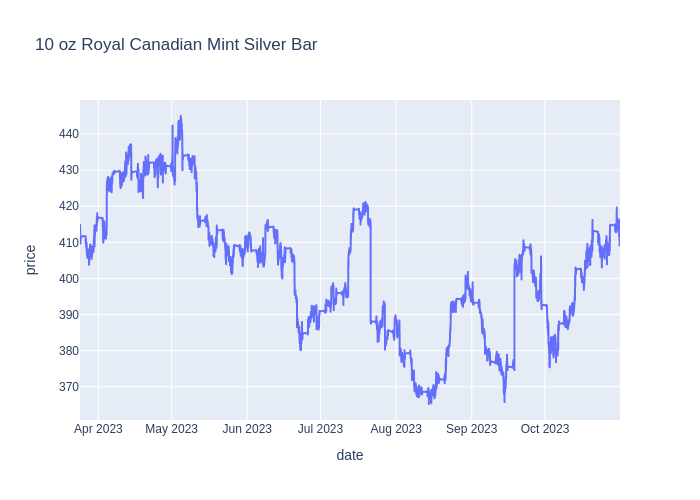 10 oz Royal Canadian Mint Silver Bar
440
430
420
410
400
390
380
370
price
Apr 2023 May 2023 Jun 2023 Jul 2023 Aug 2023 Sep 2023 Oct 2023
date